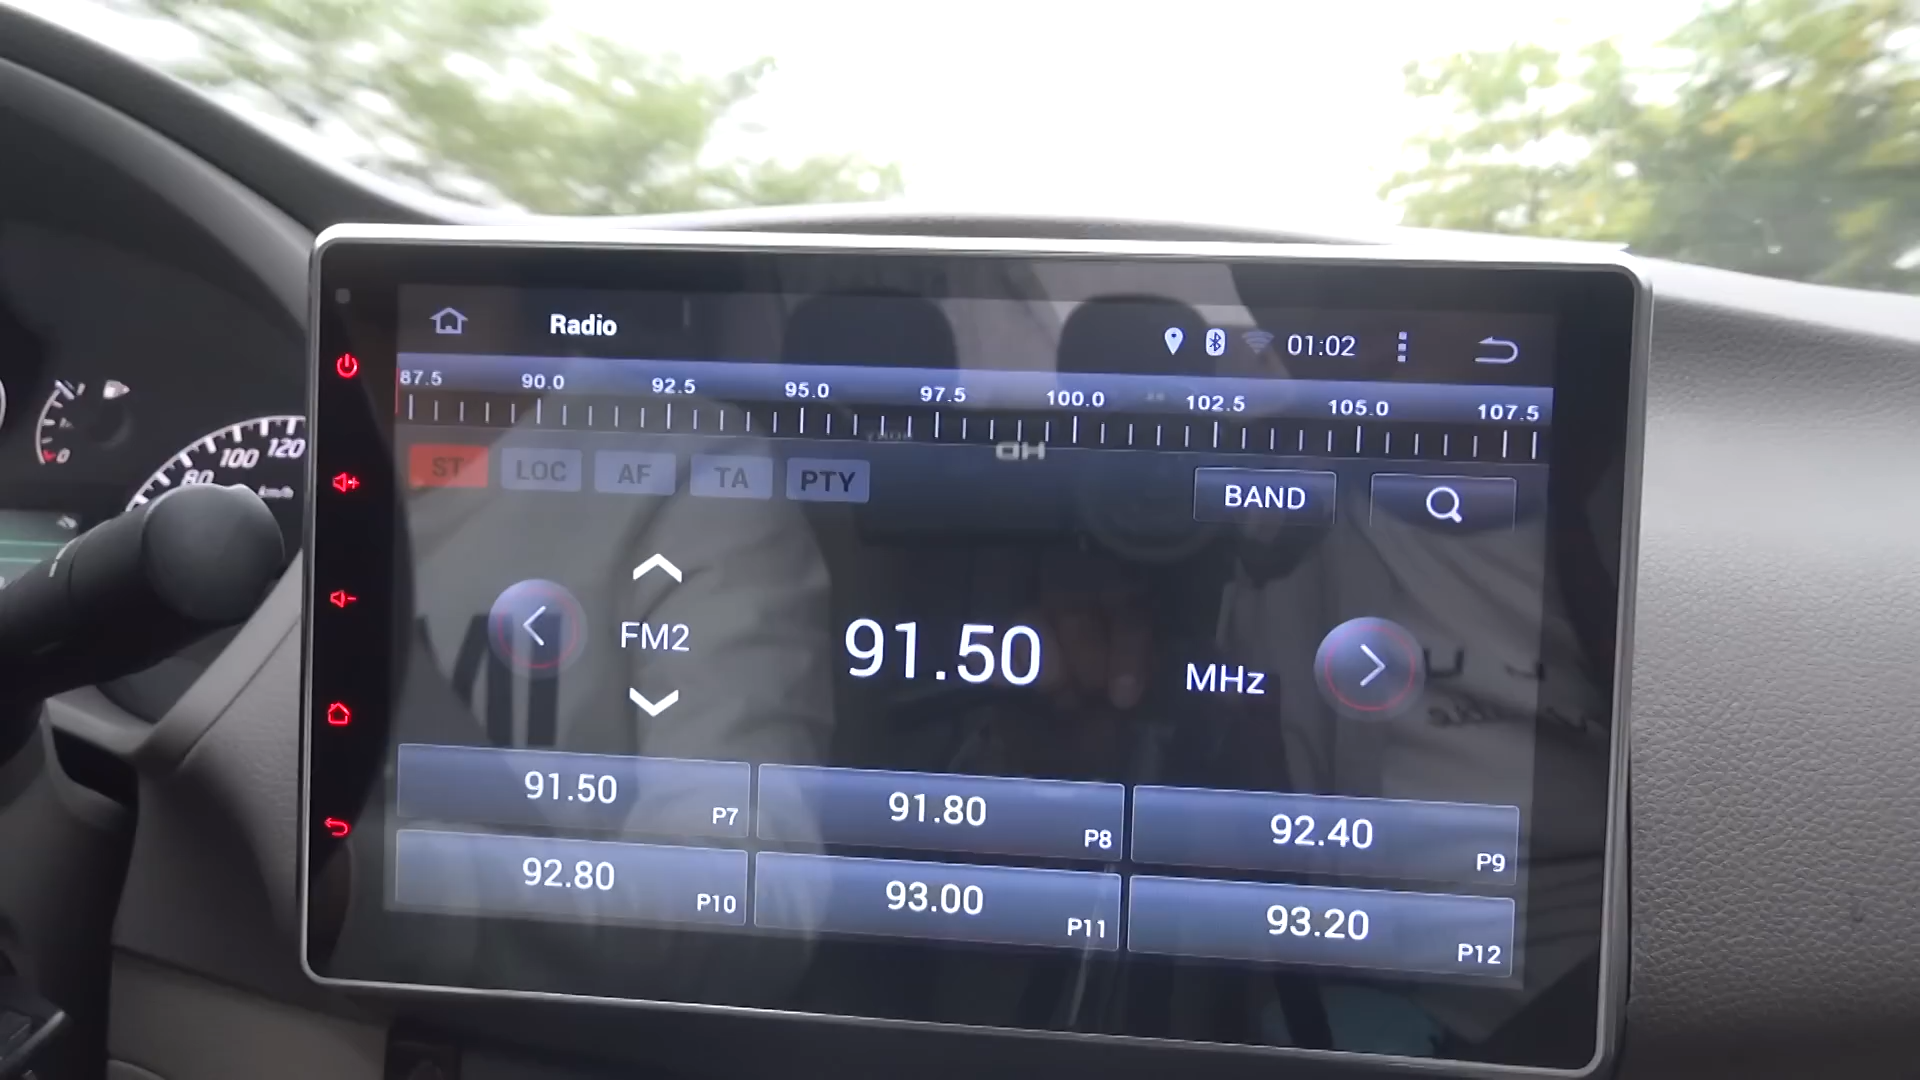 Radio 01:02
87.5 90.0 92.5 95.0 97.5 100.0 102.5 105.0 107.5
ST LOC AF TA PTY
BAND
FM2 91.50 MHz
91.50 P7 91.80 P8 92.40 P9
92.80 P10 93.00 P11 93.20 P12
80 100 120
km/h
0